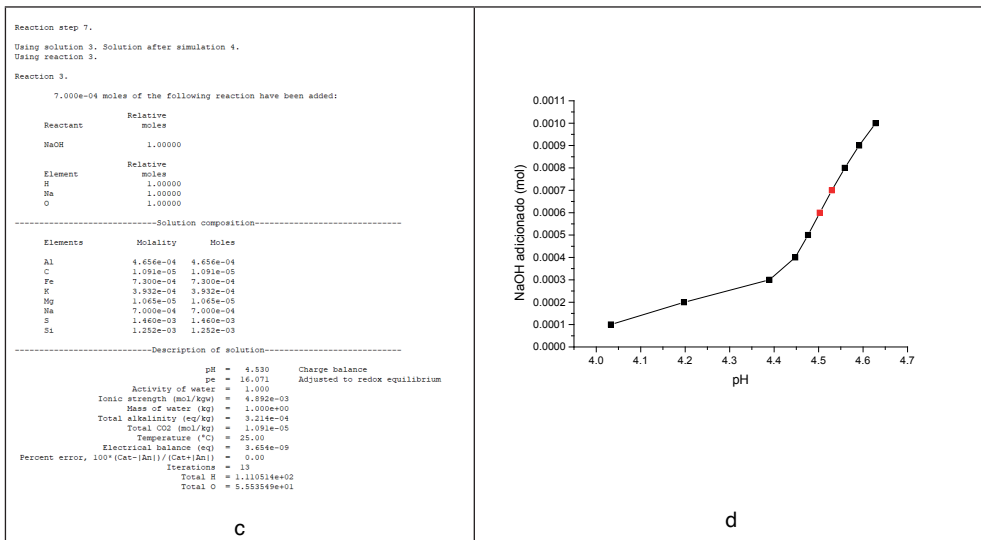 Reaction step 7.
Using solution 3. Solution after simulation 4.
Using reaction 3.
Reaction 3.
7.000e-04 moles of the following reaction have been added:
Relative
Reactant moles
NaOH 1.00000
Relative
Element moles
H 1.00000
Na 1.00000
O 1.00000
-----------------------------Solution composition------------------------------
Elements Molality Moles
Al 4.656e-04 4.656e-04
C 1.091e-05 1.091e-05
Fe 7.300e-04 7.300e-04
K 3.932e-04 3.932e-04
Mg 1.065e-05 1.065e-05
Na 7.000e-04 7.000e-04
S 1.460e-03 1.460e-03
Si 1.252e-03 1.252e-03
----------------------------Description of solution----------------------------
pH = 4.530 Charge balance
pe = 16.071 Adjusted to redox equilibrium
Activity of water = 1.000
Ionic strength (mol/kgw) = 4.892e-03
Mass of water (kg) = 1.000e+00
Total alkalinity (eq/kg) = 3.214e-04
Total CO2 (mol/kg) = 1.091e-05
Temperature (°C) = 25.00
Electrical balance (eq) = 3.654e-09
Percent error, 100*(Cat-|An|)/(Cat+|An|) = 0.00
Iterations = 13
Total H = 1.110514e+02
Total O = 5.553549e+01
c
NaOH adicionado (mol)
0.0011
0.0010
0.0009
0.0008
0.0007
0.0006
0.0005
0.0004
0.0003
0.0002
0.0001
0.0000
4.0 4.1 4.2 4.3 4.4 4.5 4.6 4.7
pH
d